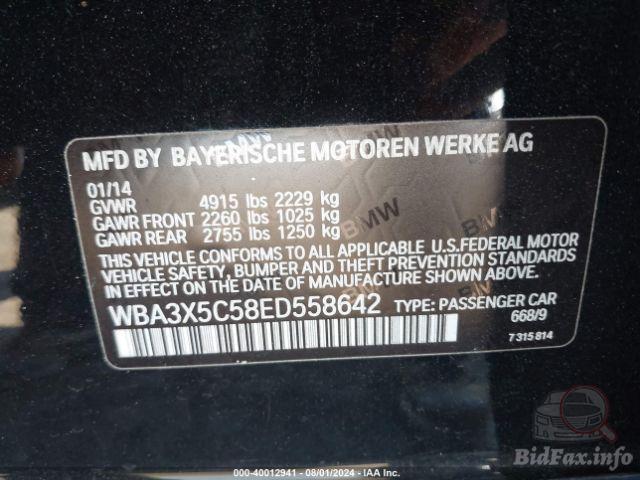 MFD BY BAYERISCHE MOTOREN WERKE AG
01/14
GVWR 4915 lbs 2229 kg
GAWR FRONT 2260 lbs 1025 kg
GAWR REAR 2755 lbs 1250 kg
THIS VEHICLE CONFORMS TO ALL APPLICABLE U.S.FEDERAL MOTOR
VEHICLE SAFETY, BUMPER AND THEFT PREVENTION STANDARDS
IN EFFECT ON THE DATE OF MANUFACTURE SHOWN ABOVE.
WBA3X5C58ED558642 TYPE: PASSENGER CAR
668/9
7 315 814
BMW
BMW
BMW
000-40012941 - 08/01/2024 - IAA Inc.
BidFax.info